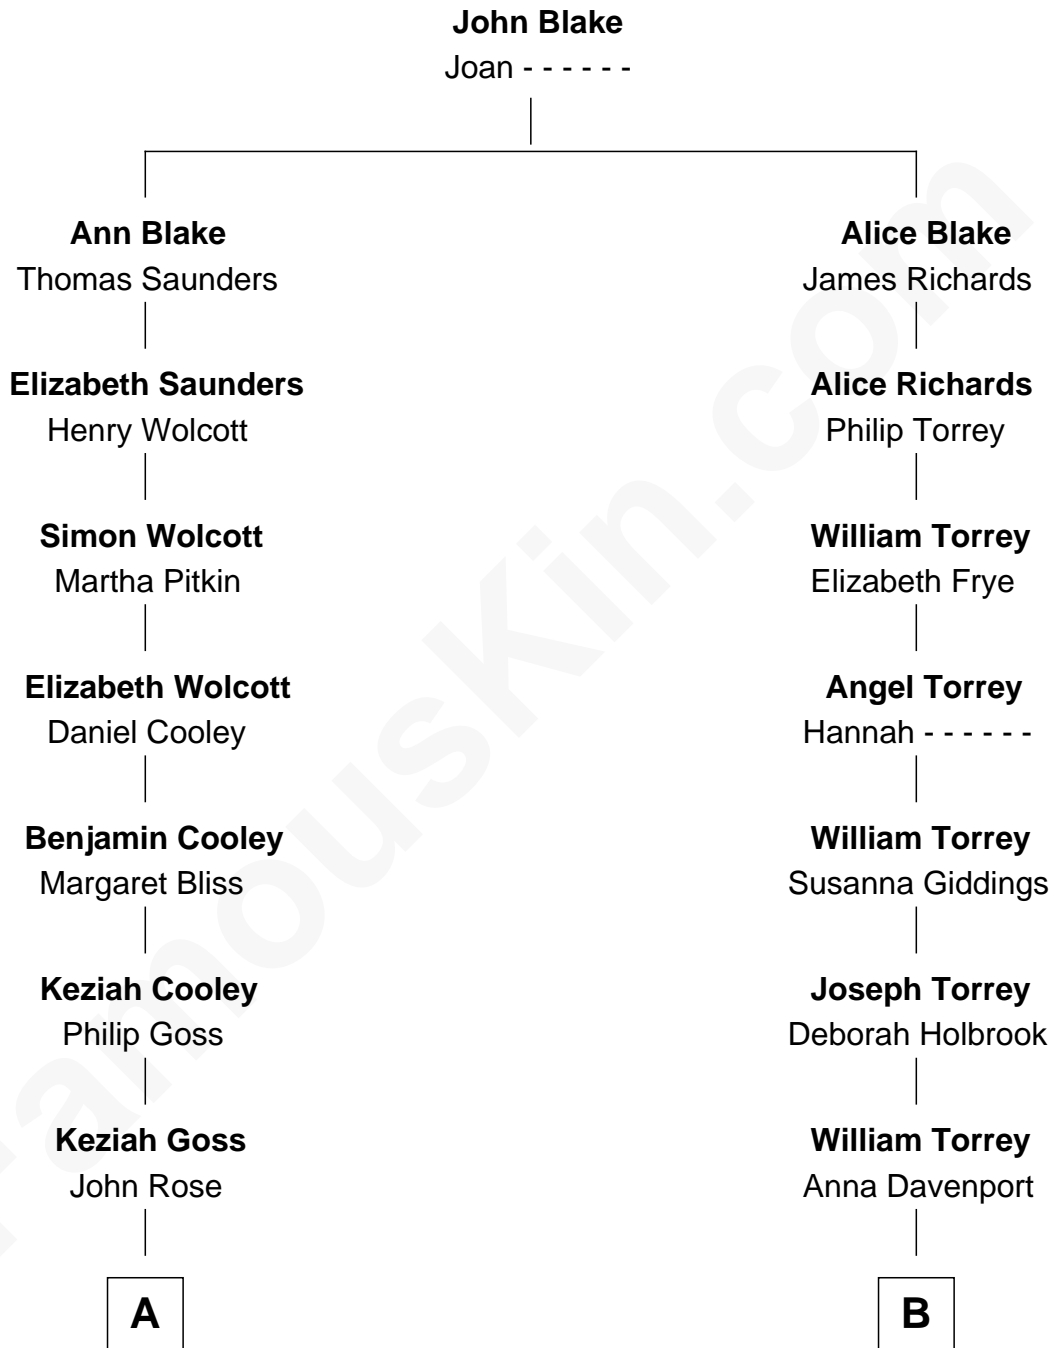 John Blake
Joan - - - - - -
Ann Blake
Thomas Saunders
Alice Blake
James Richards
Elizabeth Saunders
Henry Wolcott
Alice Richards
Philip Torrey
Simon Wolcott
Martha Pitkin
William Torrey
Elizabeth Frye
Elizabeth Wolcott
Daniel Cooley
Angel Torrey
Hannah - - - - - -
Benjamin Cooley
Margaret Bliss
William Torrey
Susanna Giddings
Keziah Cooley
Philip Goss
Joseph Torrey
Deborah Holbrook
Keziah Goss
John Rose
William Torrey
Anna Davenport
A
B
FamousKin.com